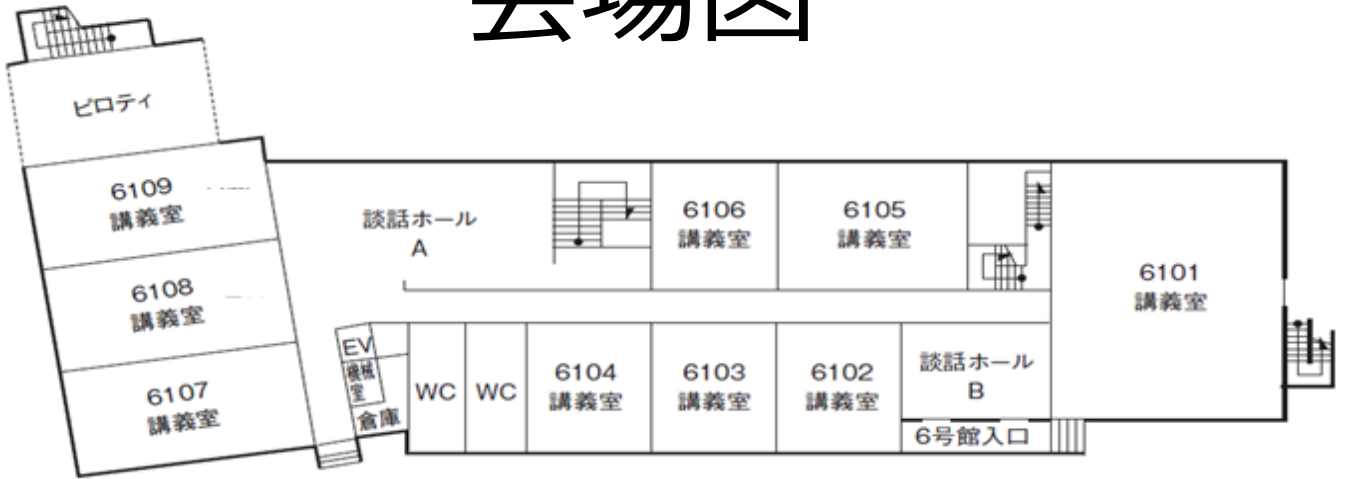 会場図
ピロティ
6109
講義室
6108
講義室
6107
講義室
談話ホール
A
6106
講義室
6105
講義室
6101
講義室
EV
機械
室
倉庫
WC
WC
6104
講義室
6103
講義室
6102
講義室
談話ホール
B
6号館入口